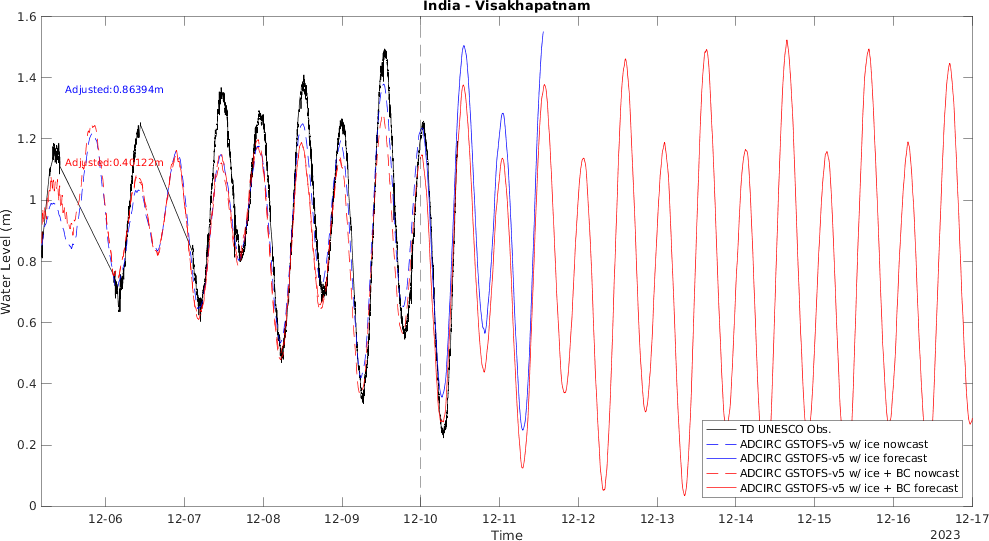 India - Visakhapatnam
1.6
1.4
1.2
1
0.8
0.6
0.4
0.2
0
Water Level (m)
Adjusted:0.86394m
Adjusted:0.40122m
TD UNESCO Obs.
ADCIRC GSTOFS-v5 w/ ice nowcast
ADCIRC GSTOFS-v5 w/ ice forecast
ADCIRC GSTOFS-v5 w/ ice + BC nowcast
ADCIRC GSTOFS-v5 w/ ice + BC forecast
12-06 12-07 12-08 12-09 12-10 12-11 12-12 12-13 12-14 12-15 12-16 12-17
Time
2023